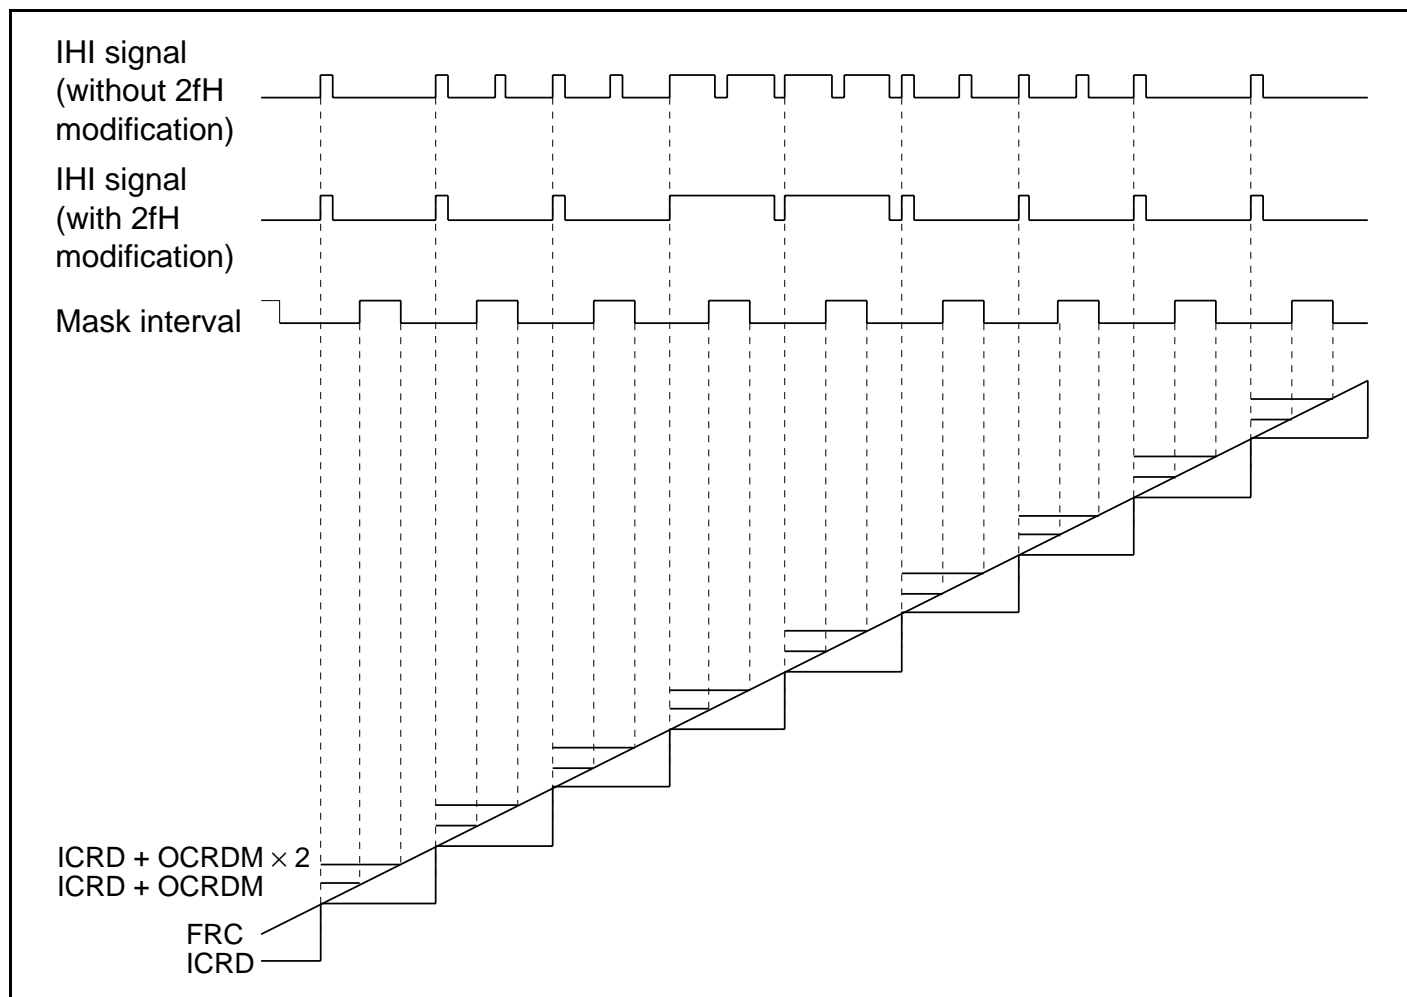 IHI signal
(without 2fH
modification)
IHI signal
(with 2fH
modification)
Mask interval
ICRD + OCRDM × 2
ICRD + OCRDM
FRC
ICRD